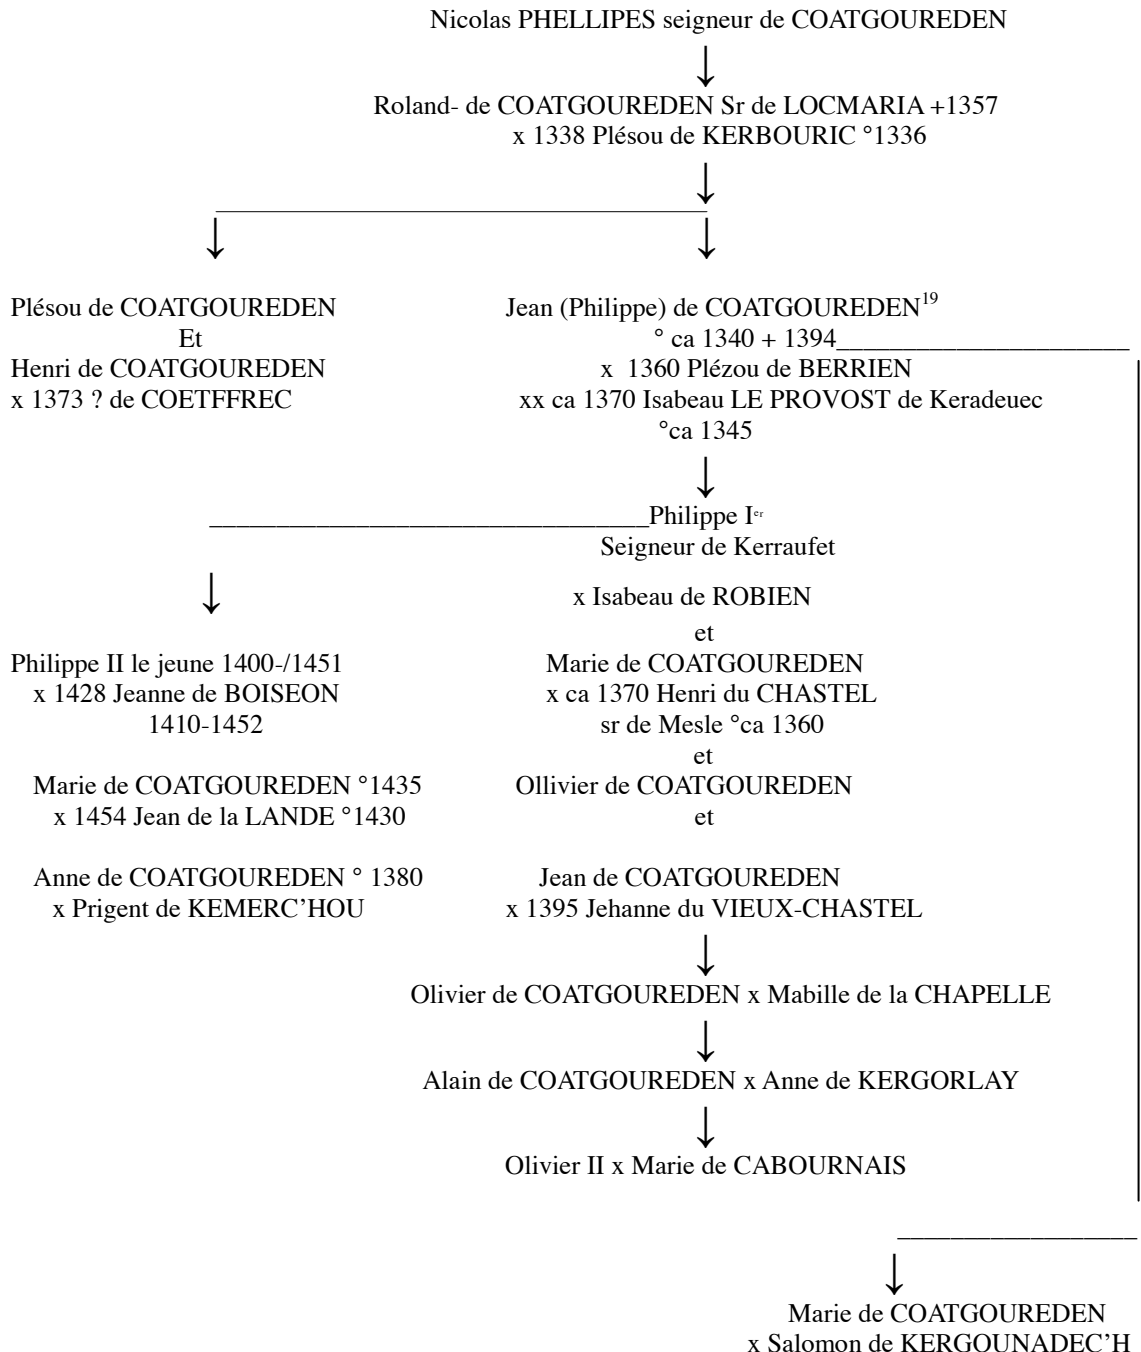 Nicolas PHELLIPES seigneur de COATGOUREDEN
Roland- de COATGOUREDEN Sr de LOCMARIA +1357
x 1338 Plésou de KERBOURIC °1336
Plésou de COATGOUREDEN
Et
Henri de COATGOUREDEN
x 1373 ? de COETFFREC
Jean (Philippe) de COATGOUREDEN19
° ca 1340 + 1394
x 1360 Plézou de BERRIEN
xx ca 1370 Isabeau LE PROVOST de Keradeuec
°ca 1345
Philippe Ier
Seigneur de Kerraufet
x Isabeau de ROBIEN
et
Marie de COATGOUREDEN
x ca 1370 Henri du CHASTEL
sr de Mesle °ca 1360
et
Ollivier de COATGOUREDEN
et
Jean de COATGOUREDEN
x 1395 Jehanne du VIEUX-CHASTEL
Philippe II le jeune 1400-/1451
x 1428 Jeanne de BOISEON
1410-1452
Marie de COATGOUREDEN °1435
x 1454 Jean de la LANDE °1430
Anne de COATGOUREDEN ° 1380
x Prigent de KEMERC’HOU
Olivier de COATGOUREDEN x Mabille de la CHAPELLE
Alain de COATGOUREDEN x Anne de KERGORLAY
Olivier II x Marie de CABOURNAIS
Marie de COATGOUREDEN
x Salomon de KERGOUNADEC’H